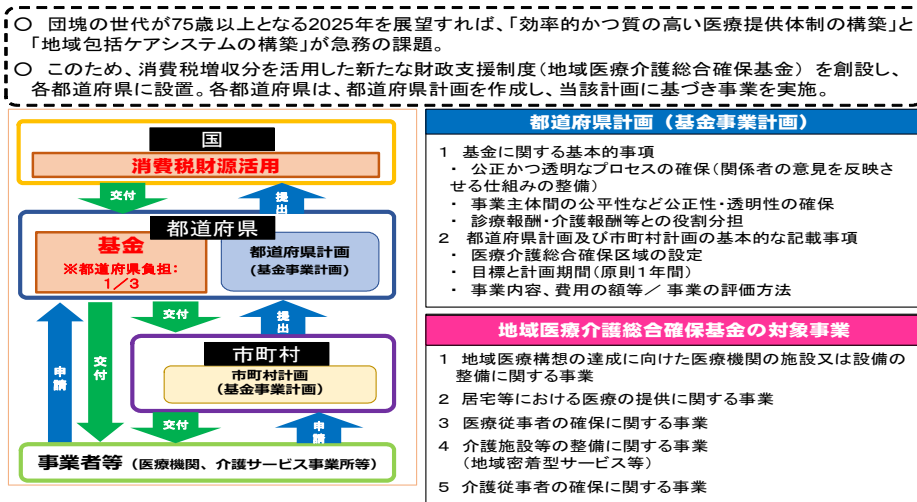 ○ 団塊の世代が75歳以上となる2025年を展望すれば、「効率的かつ質の高い医療提供体制の構築」と
「地域包括ケアシステムの構築」が急務の課題。
○ このため、消費税増収分を活用した新たな財政支援制度(地域医療介護総合確保基金) を創設し、
各都道府県に設置。各都道府県は、都道府県計画を作成し、当該計画に基づき事業を実施。
国
消費税財源活用
交付
提出
都道府県
基金
※都道府県負担:
1/3
都道府県計画
(基金事業計画)
申請
交付
交付
提出
市町村
市町村計画
(基金事業計画)
交付
申請
事業者等 (医療機関、介護サービス事業所等)
都道府県計画 (基金事業計画)
1 基金に関する基本的事項
・ 公正かつ透明なプロセスの確保(関係者の意見を反映さ
せる仕組みの整備)
・ 事業主体間の公平性など公正性・透明性の確保
・ 診療報酬・介護報酬等との役割分担
2 都道府県計画及び市町村計画の基本的な記載事項
・ 医療介護総合確保区域の設定
・ 目標と計画期間(原則1年間)
・ 事業内容、費用の額等/ 事業の評価方法
地域医療介護総合確保基金の対象事業
1 地域医療構想の達成に向けた医療機関の施設又は設備の
整備に関する事業
2 居宅等における医療の提供に関する事業
3 医療従事者の確保に関する事業
4 介護施設等の整備に関する事業
(地域密着型サービス等)
5 介護従事者の確保に関する事業